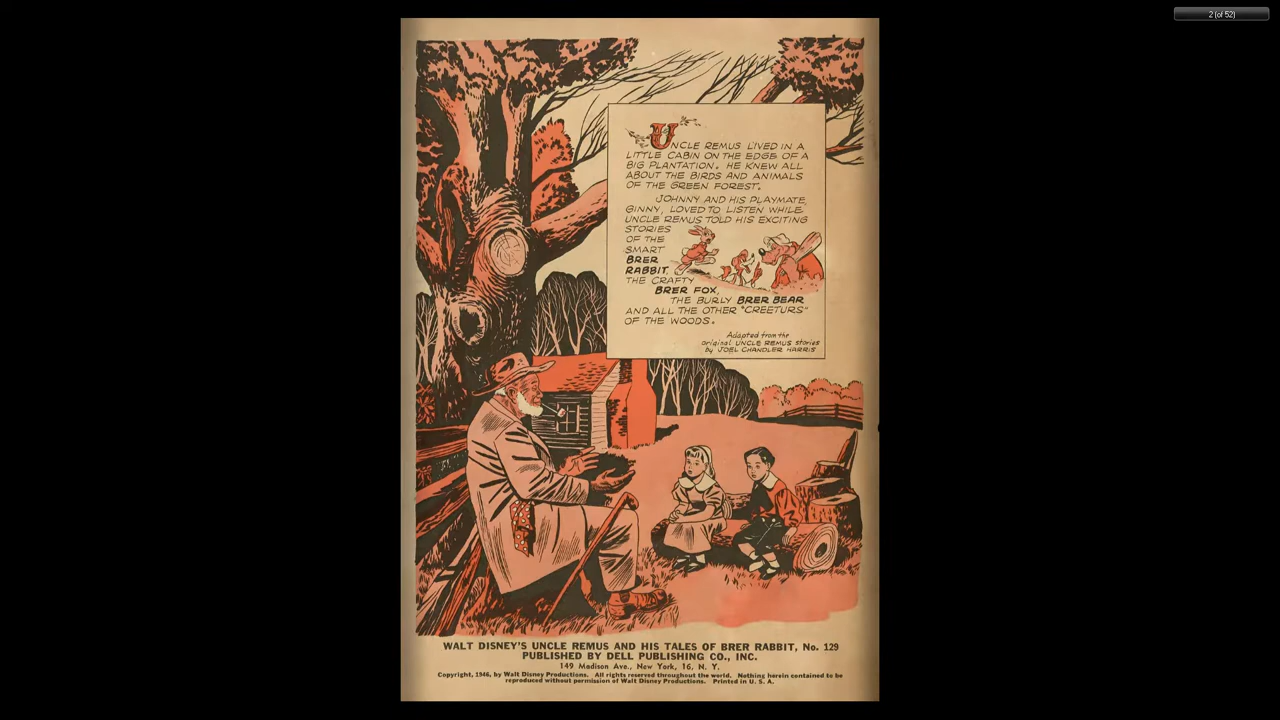 2 (of 52)
UNCLE REMUS LIVED IN A
LITTLE CABIN ON THE EDGE OF A
BIG PLANTATION. HE KNEW ALL
ABOUT THE BIRDS AND ANIMALS
OF THE GREEN FOREST.
JOHNNY AND HIS PLAYMATE,
GINNY, LOVED TO LISTEN WHILE
UNCLE REMUS TOLD HIS EXCITING
STORIES
OF THE
SMART
BRER
RABBIT,
THE CRAFTY
BRER FOX,
THE BURLY BRER BEAR
AND ALL THE OTHER "CREETURS"
OF THE WOODS.
Adapted from the
original UNCLE REMUS stories
by JOEL CHANDLER HARRIS
WALT DISNEY'S UNCLE REMUS AND HIS TALES OF BRER RABBIT, No. 129
PUBLISHED BY DELL PUBLISHING CO., INC.
149 Madison Ave., New York, 16, N. Y.
Copyright, 1946, by Walt Disney Productions. All rights reserved throughout the world. Nothing herein contained to be
reproduced without permission of Walt Disney Productions. Printed in U. S. A.